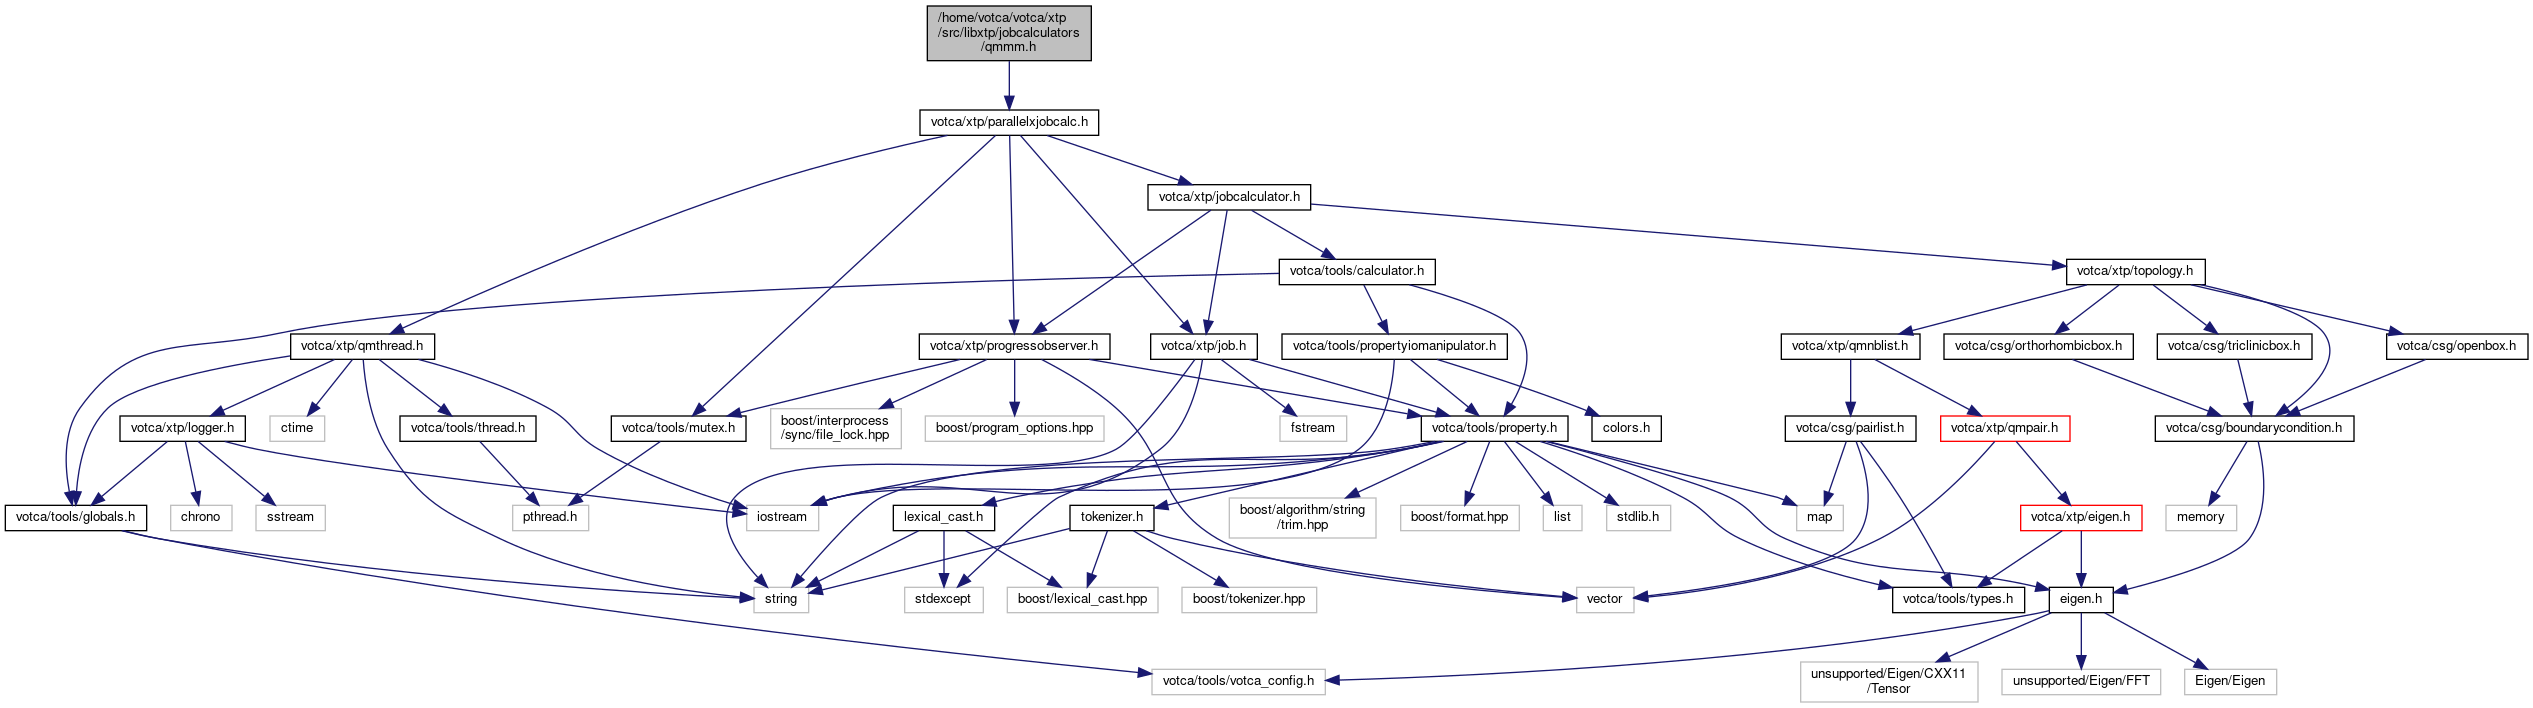 /home/votca/votca/xtp
/src/libxtp/jobcalculators
/qmmm.h
votca/xtp/parallelxjobcalc.h
votca/xtp/jobcalculator.h
votca/tools/calculator.h
votca/xtp/topology.h
votca/xtp/qmthread.h
votca/xtp/progressobserver.h
votca/xtp/job.h
votca/tools/propertyiomanipulator.h
votca/xtp/qmnblist.h
votca/csg/orthorhombicbox.h
votca/csg/triclinicbox.h
votca/csg/openbox.h
votca/xtp/logger.h
ctime
votca/tools/thread.h
votca/tools/mutex.h
boost/interprocess
/sync/file_lock.hpp
boost/program_options.hpp
fstream
votca/tools/property.h
colors.h
votca/csg/pairlist.h
votca/xtp/qmpair.h
votca/csg/boundarycondition.h
votca/tools/globals.h
chrono
sstream
pthread.h
iostream
lexical_cast.h
tokenizer.h
boost/algorithm/string
/trim.hpp
boost/format.hpp
list
stdlib.h
map
votca/xtp/eigen.h
memory
string
stdexcept
boost/lexical_cast.hpp
boost/tokenizer.hpp
vector
votca/tools/types.h
eigen.h
votca/tools/votca_config.h
unsupported/Eigen/CXX11
/Tensor
unsupported/Eigen/FFT
Eigen/Eigen